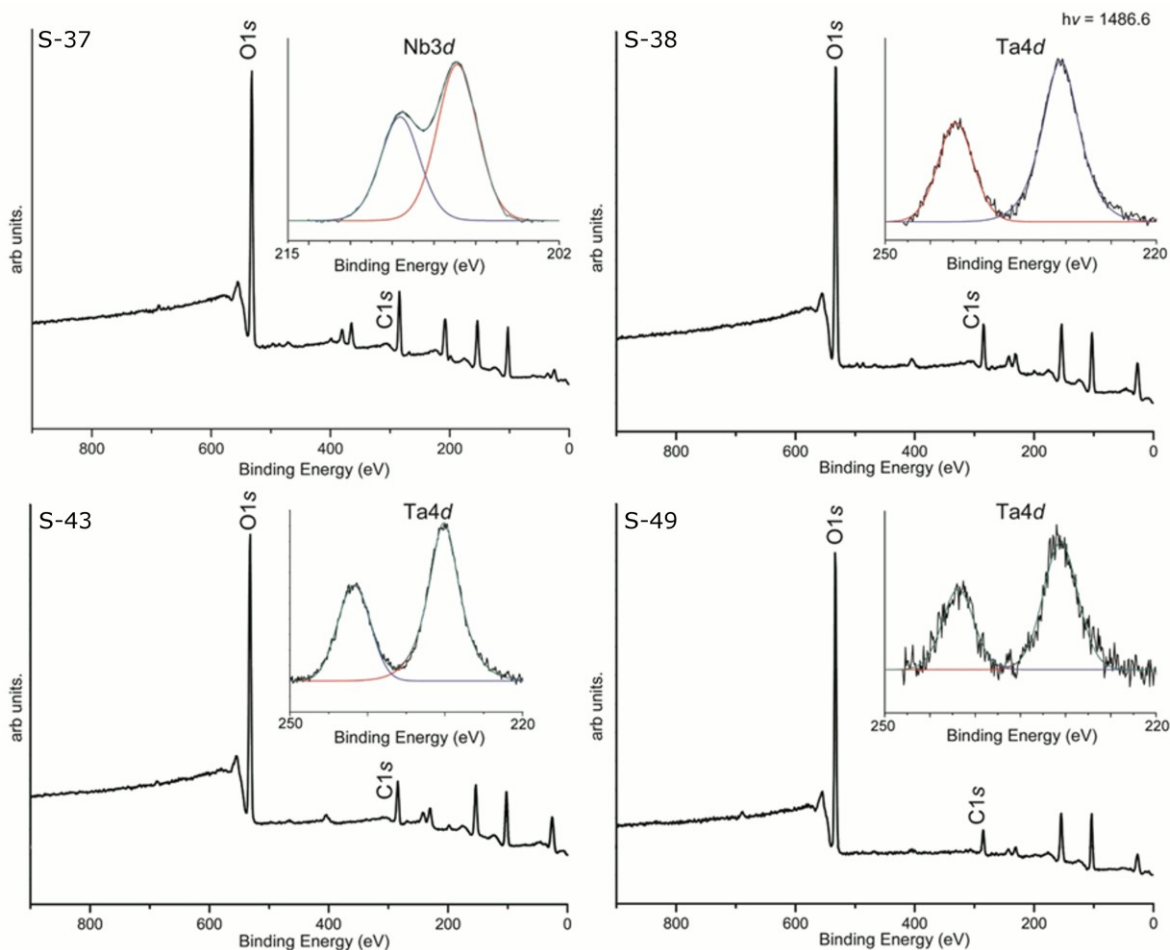 hv = 1486.6
S-37
O1s
Nb3d
215
202
Binding Energy (eV)
arb units.
C1s
800
600
400
200
0
Binding Energy (eV)
S-38
O1s
Ta4d
250
220
Binding Energy (eV)
arb units.
C1s
800
600
400
200
0
Binding Energy (eV)
S-43
O1s
Ta4d
250
220
Binding Energy (eV)
arb units.
C1s
800
600
400
200
0
Binding Energy (eV)
S-49
O1s
Ta4d
250
220
Binding Energy (eV)
arb units.
C1s
800
600
400
200
0
Binding Energy (eV)